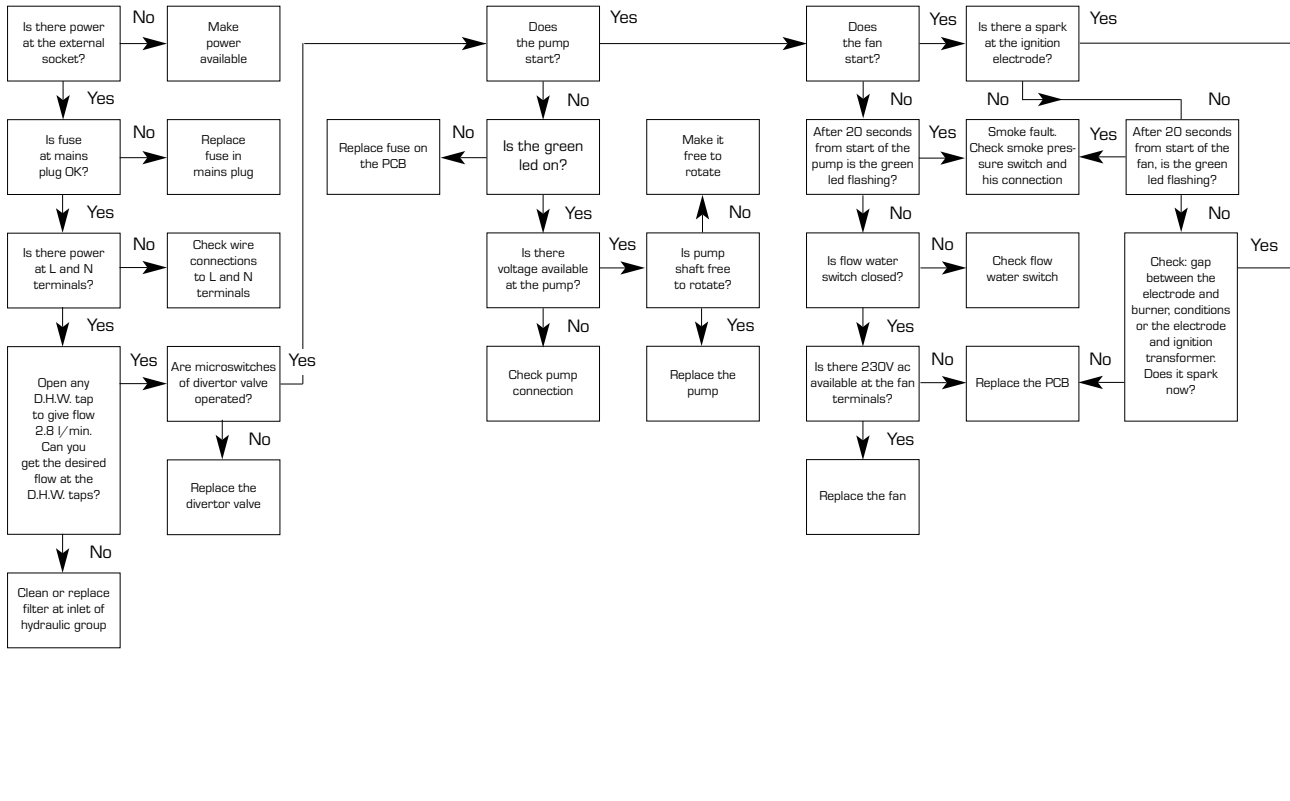 Is there power
at the external
socket?
No
Make
power
available
Yes
Is fuse
at mains
plug OK?
No
Replace
fuse in
mains plug
Yes
Is there power
at L and N
terminals?
No
Check wire
connections
to L and N
terminals
Yes
Open any
D.H.W. tap
to give flow
2.8 l/min.
Can you
get the desired
flow at the
D.H.W. taps?
Yes
Are microswitches
of divertor valve
operated?
Yes
No
Replace the
divertor valve
No
Clean or replace
filter at inlet of
hydraulic group
Does
the pump
start?
Yes
No
Is the green
led on?
No
Replace fuse on
the PCB
Yes
Is there
voltage available
at the pump?
Yes
Is pump
shaft free
to rotate?
No
Make it
free to
rotate
Yes
Replace the
pump
No
Check pump
connection
Does
the fan
start?
Yes
Is there a spark
at the ignition
electrode?
Yes
No
After 20 seconds
from start of the
pump is the green
led flashing?
Yes
Smoke fault.
Check smoke pres-
sure switch and
his connection
No
No
Yes
After 20 seconds
from start of the
fan, is the green
led flashing?
No
Is flow water
switch closed?
No
Check flow
water switch
No
Check: gap
between the
electrode and
burner, conditions
or the electrode
and ignition
transformer.
Does it spark
now?
Yes
Yes
Is there 230V ac
available at the fan
terminals?
No
Replace the PCB
No
Yes
Replace the fan